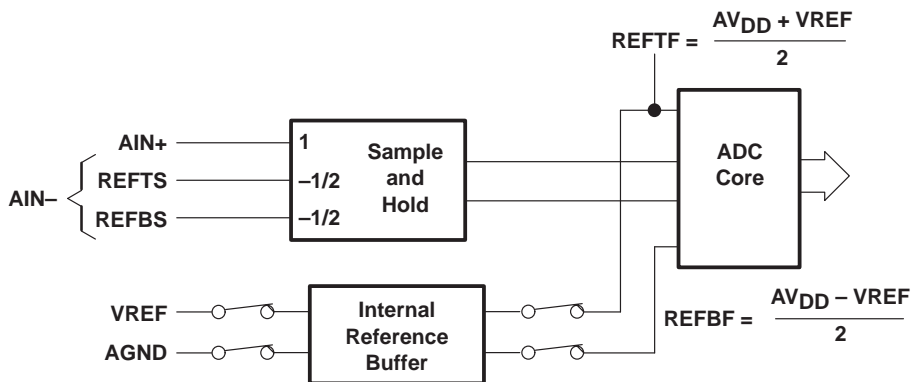 REFTF = AVDD + VREF
2
AIN+
REFTS
REFBS
AIN–
1
–1/2
–1/2
Sample
and
Hold
ADC
Core
VREF
AGND
Internal
Reference
Buffer
REFBF = AVDD – VREF
2